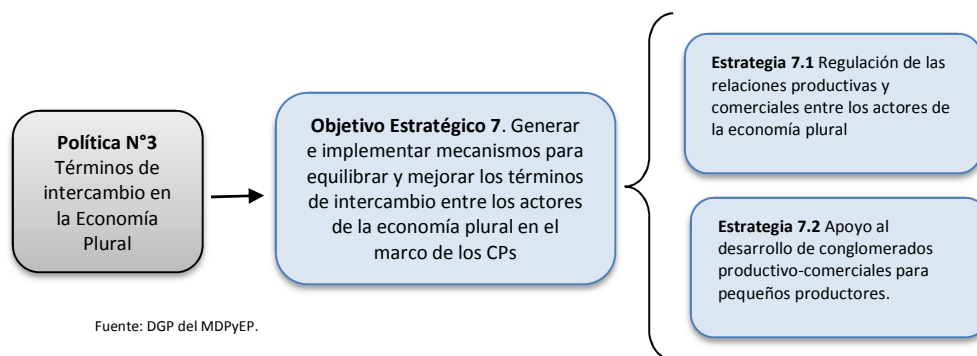 Política N°3
Términos de
intercambio en
la Economía
Plural
Objetivo Estratégico 7. Generar
e implementar mecanismos para
equilibrar y mejorar los términos
de intercambio entre los actores
de la economía plural en el
marco de los CPs
Estrategia 7.1 Regulación de las
relaciones productivas y
comerciales entre los actores de
la economía plural
Estrategia 7.2 Apoyo al
desarrollo de conglomerados
productivo-comerciales para
pequeños productores.
Fuente: DGP del MDPyEP.